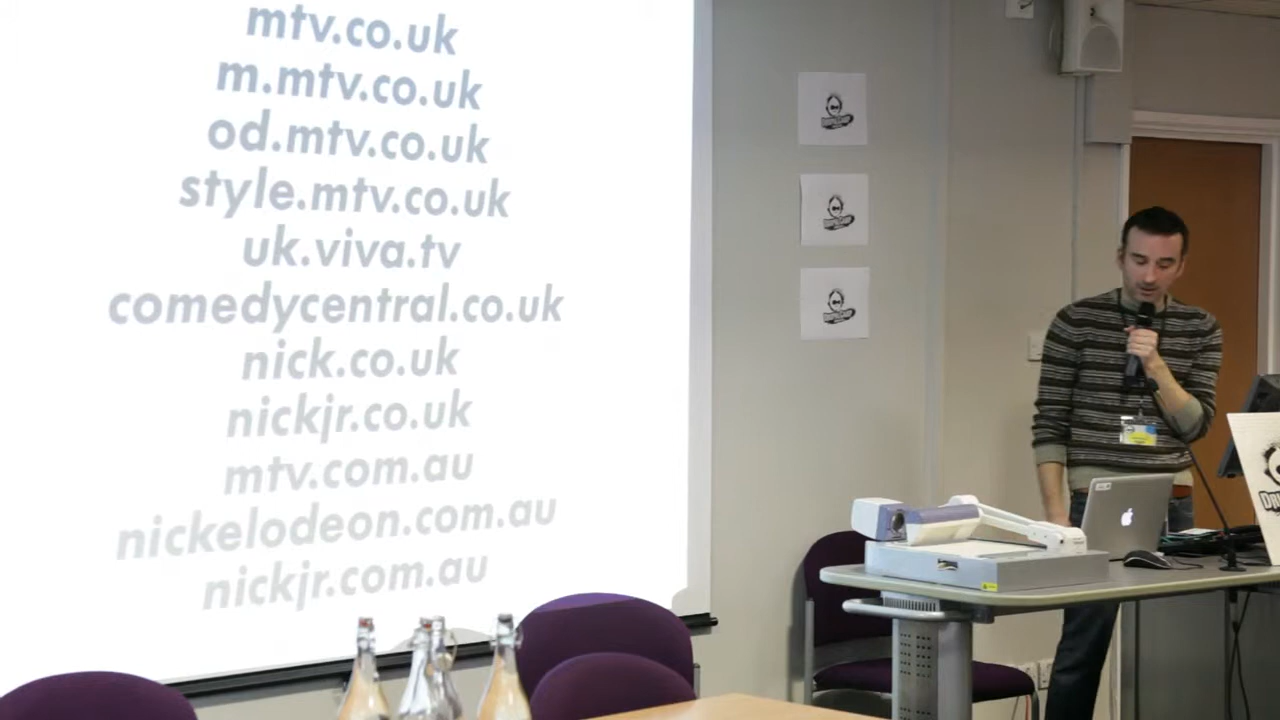 mtv.co.uk
m.mtv.co.uk
od.mtv.co.uk
style.mtv.co.uk
uk.viva.tv
comedycentral.co.uk
nick.co.uk
nickjr.co.uk
mtv.com.au
nickelodeon.com.au
nickjr.com.au